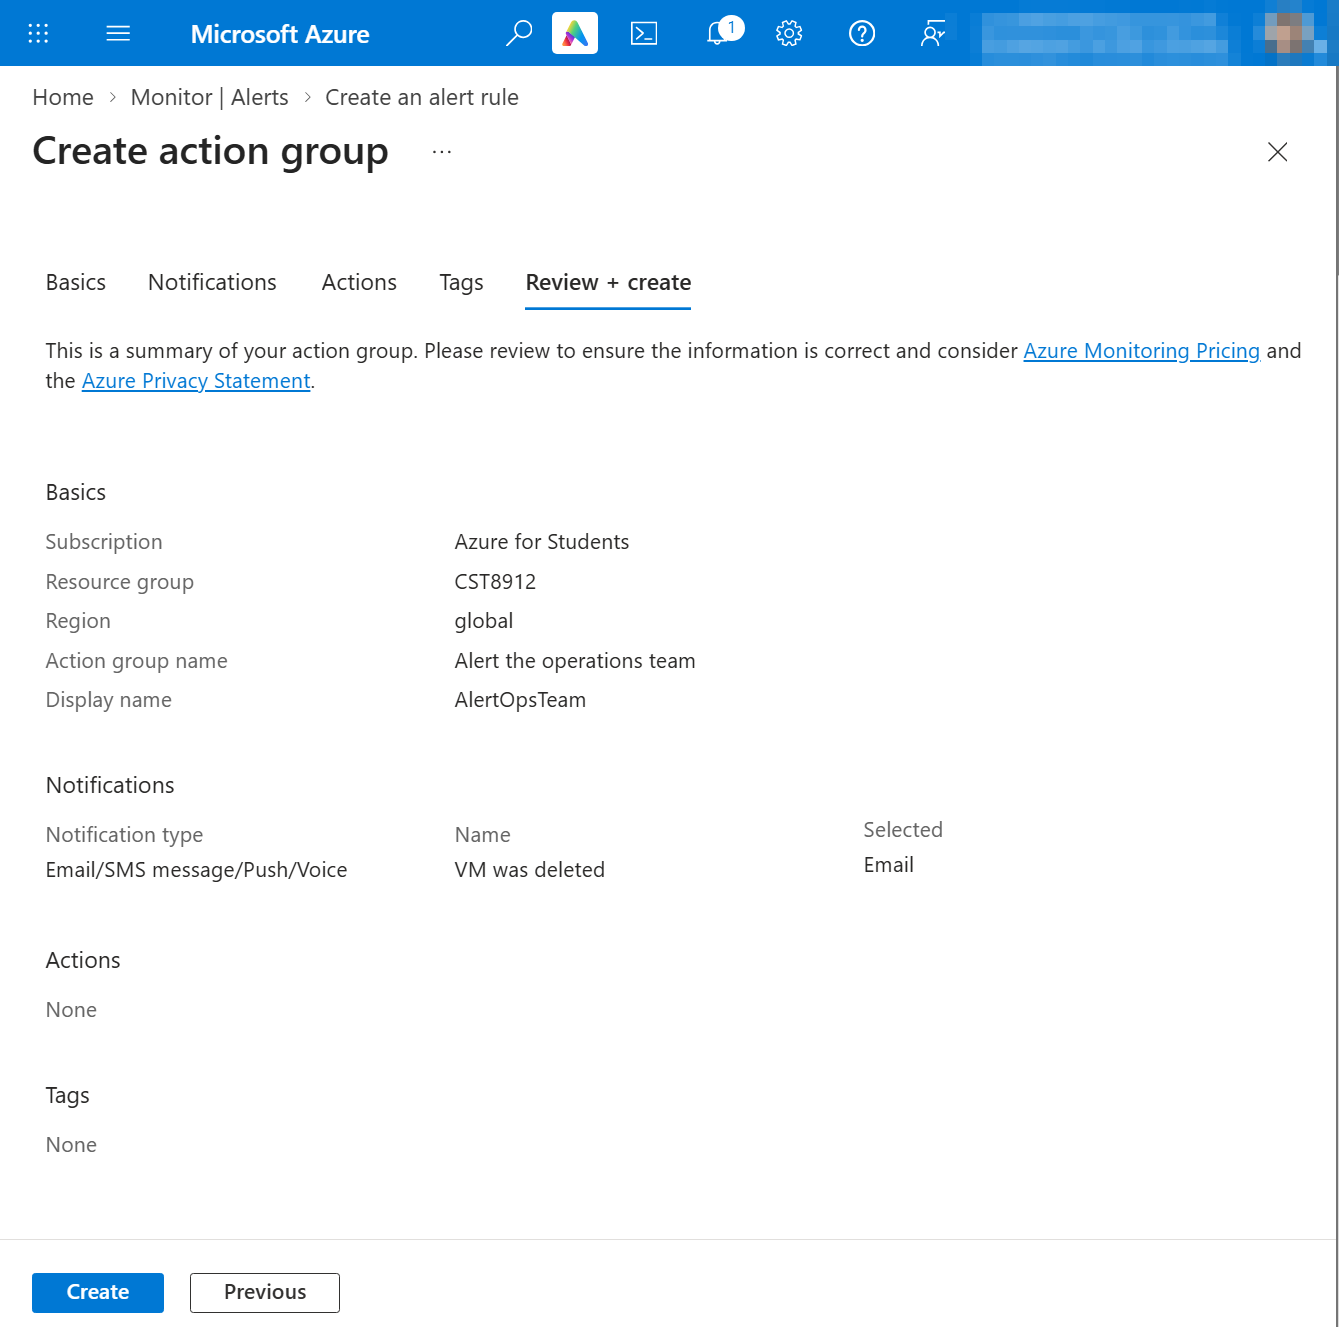 Microsoft Azure
1
Home > Monitor | Alerts > Create an alert rule
Create action group ...
Basics Notifications Actions Tags Review + create
This is a summary of your action group. Please review to ensure the information is correct and consider Azure Monitoring Pricing and
the Azure Privacy Statement.
Basics
Subscription Azure for Students
Resource group CST8912
Region global
Action group name Alert the operations team
Display name AlertOpsTeam
Notifications
Notification type Name Selected
Email/SMS message/Push/Voice VM was deleted Email
Actions
None
Tags
None
Create Previous